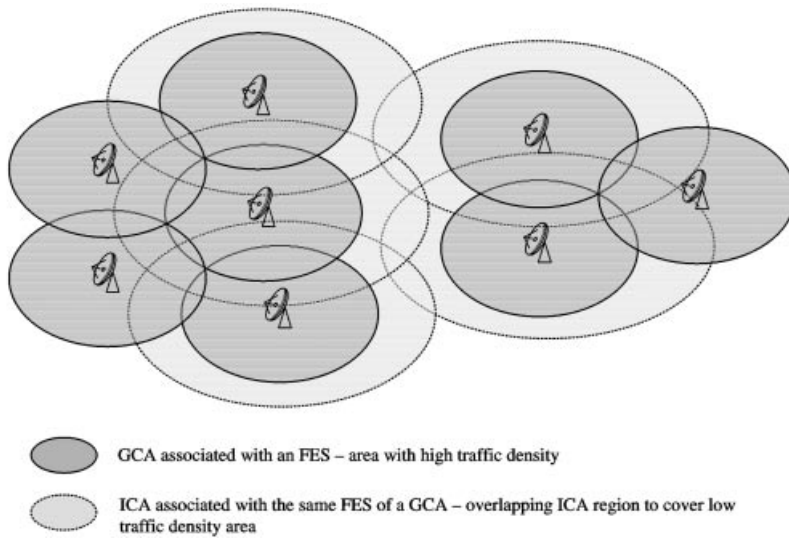 GCA associated with an FES – area with high traffic density
ICA associated with the same FES of a GCA – overlapping ICA region to cover low
traffic density area